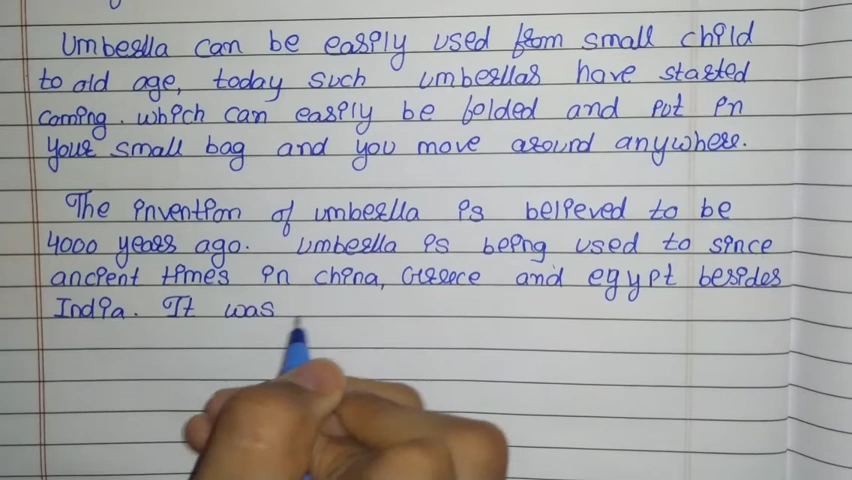 Umbrella can be easily used from small child
to old age, today such umbrellas have started
coming. which can easily be folded and put in
your small bag and you move around anywhere.
The invention of umbrella is believed to be
4000 years ago. Umbrella is being used to since
ancient times in china, Greece and egypt besides
India. It was